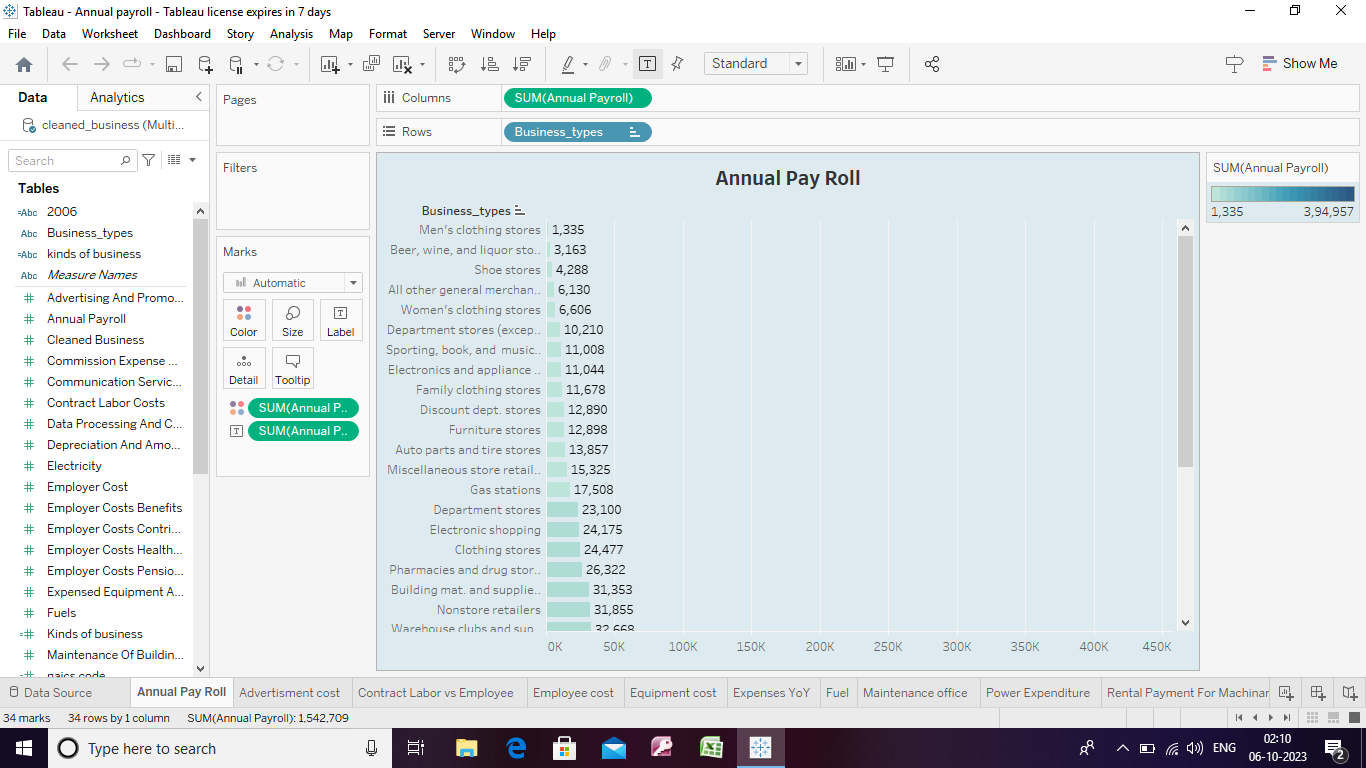 Tableau - Annual payroll - Tableau license expires in 7 days
File Data Worksheet Dashboard Story Analysis Map Format Server Window Help
Standard
Show Me
Data Analytics
cleaned_business (Multi...
Search
Tables
=Abc 2006
Abc Business_types
=Abc kinds of business
Abc Measure Names
# Advertising And Promo...
# Annual Payroll
# Cleaned Business
# Commission Expense ...
# Communication Servic...
# Contract Labor Costs
# Data Processing And C...
# Depreciation And Amo...
# Electricity
# Employer Cost
# Employer Costs Benefits
# Employer Costs Contri...
# Employer Costs Health...
# Employer Costs Pensio...
# Expensed Equipment A...
# Fuels
=# Kinds of business
# Maintenance Of Buildin...
=# naics code
Pages
Filters
Marks
Automatic
Color Size Label
Detail Tooltip
SUM(Annual P..
SUM(Annual P..
Columns SUM(Annual Payroll)
Rows Business_types
Annual Pay Roll
Business_types
Men's clothing stores 1,335
Beer, wine, and liquor sto.. 3,163
Shoe stores 4,288
All other general merchan.. 6,130
Women's clothing stores 6,606
Department stores (excep.. 10,210
Sporting, book, and music.. 11,008
Electronics and appliance .. 11,044
Family clothing stores 11,678
Discount dept. stores 12,890
Furniture stores 12,898
Auto parts and tire stores 13,857
Miscellaneous store retail.. 15,325
Gas stations 17,508
Department stores 23,100
Electronic shopping 24,175
Clothing stores 24,477
Pharmacies and drug stor.. 26,322
Building mat. and supplie.. 31,353
Nonstore retailers 31,855
Warehouse clubs and sup.. 32,668
0K 50K 100K 150K 200K 250K 300K 350K 400K 450K
SUM(Annual Payroll)
1,335 3,94,957
Data Source Annual Pay Roll Advertisment cost Contract Labor vs Employee Employee cost Equipment cost Expenses YoY Fuel Maintenance office Power Expenditure Rental Payment For Machinar
34 marks 34 rows by 1 column SUM(Annual Payroll): 1,542,709
Type here to search
ENG
02:10
06-10-2023
2